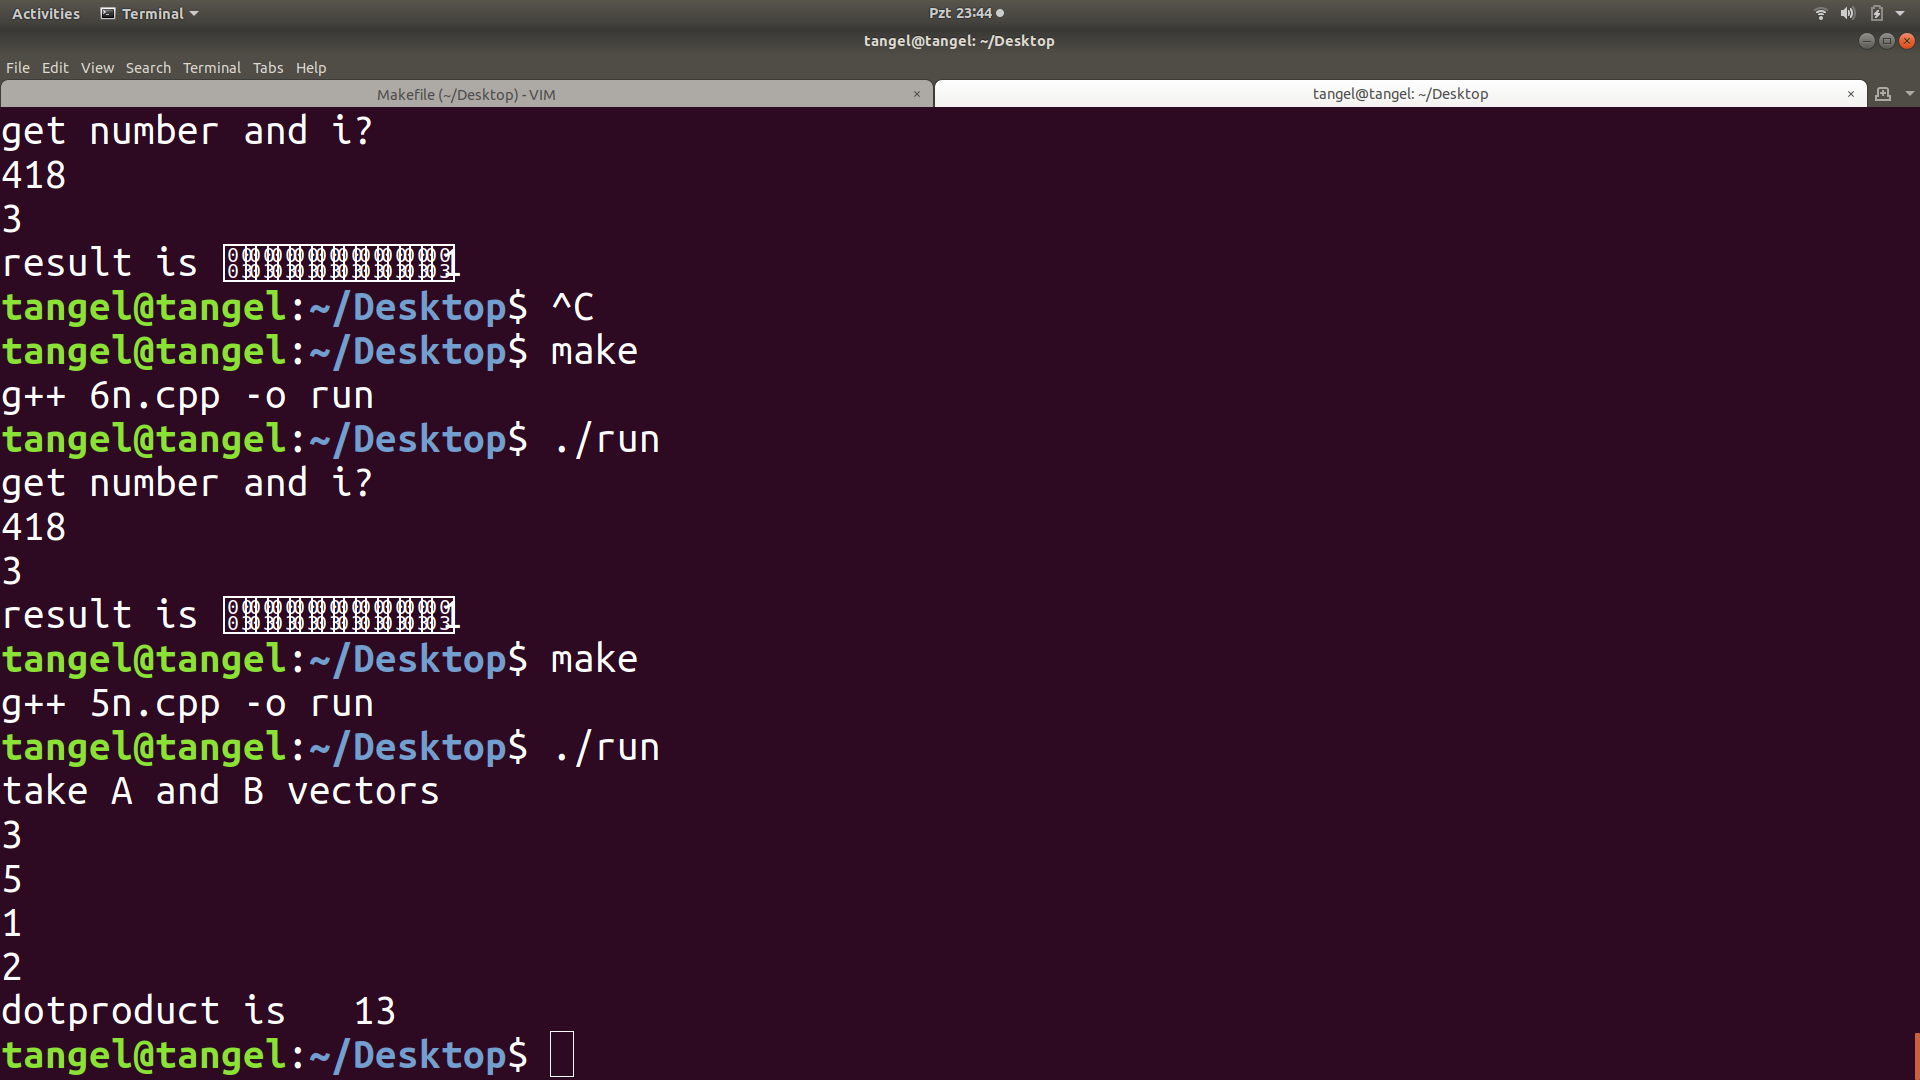 Activities Terminal Pzt 23:44
tangel@tangel: ~/Desktop
File Edit View Search Terminal Tabs Help
Makefile (~/Desktop) - VIM × tangel@tangel: ~/Desktop ×
get number and i?
418
3
result is 1
tangel@tangel:~/Desktop$ ^C
tangel@tangel:~/Desktop$ make
g++ 6n.cpp -o run
tangel@tangel:~/Desktop$ ./run
get number and i?
418
3
result is 1
tangel@tangel:~/Desktop$ make
g++ 5n.cpp -o run
tangel@tangel:~/Desktop$ ./run
take A and B vectors
3
5
1
2
dotproduct is   13
tangel@tangel:~/Desktop$